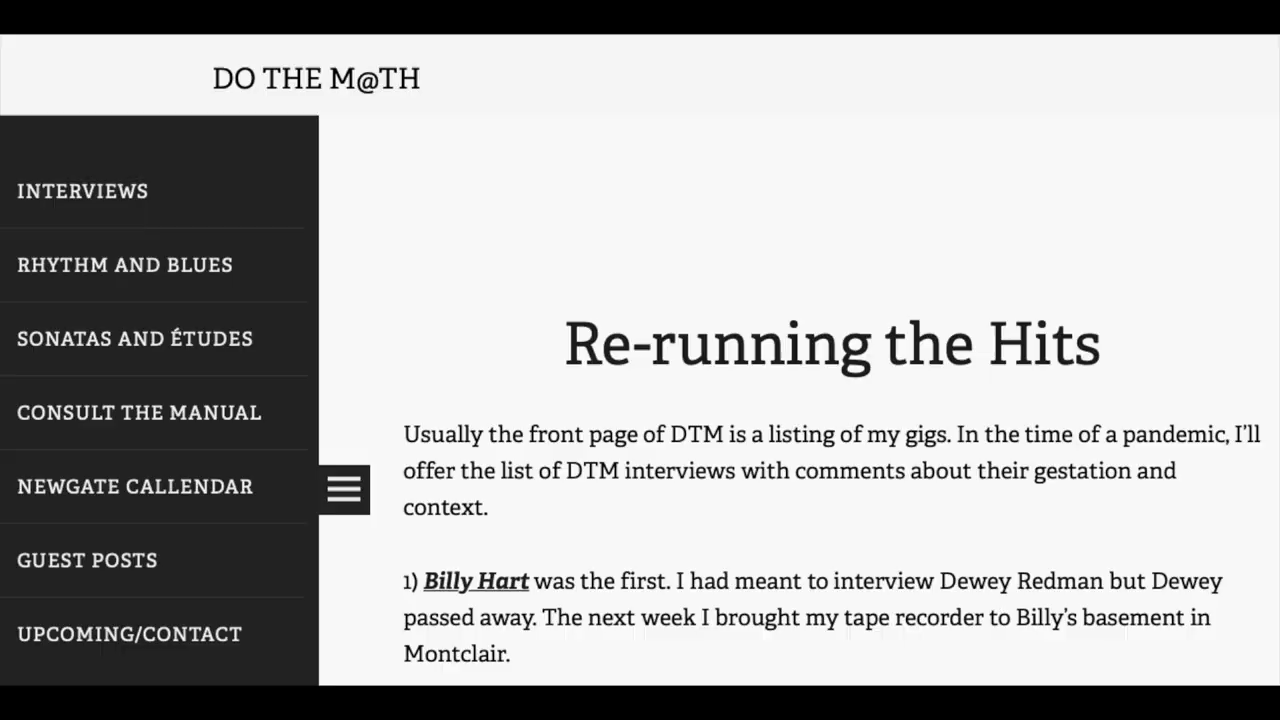 DO THE M@TH
INTERVIEWS
RHYTHM AND BLUES
SONATAS AND ÉTUDES
CONSULT THE MANUAL
NEWGATE CALLENDAR
GUEST POSTS
UPCOMING/CONTACT
Re-running the Hits
Usually the front page of DTM is a listing of my gigs. In the time of a pandemic, I’ll
offer the list of DTM interviews with comments about their gestation and
context.
1) Billy Hart was the first. I had meant to interview Dewey Redman but Dewey
passed away. The next week I brought my tape recorder to Billy’s basement in
Montclair.